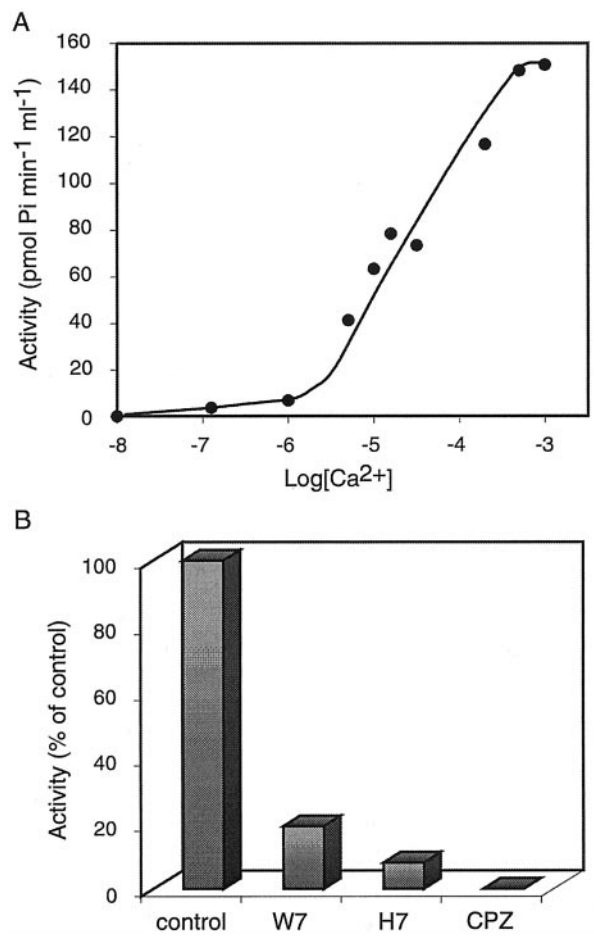 A
160
140
120
100
80
60
40
20
0
Activity (pmol Pi min-1 ml-1)
-8 -7 -6 -5 -4 -3
Log[Ca2+]
B
100
80
60
40
20
0
Activity (% of control)
control W7 H7 CPZ